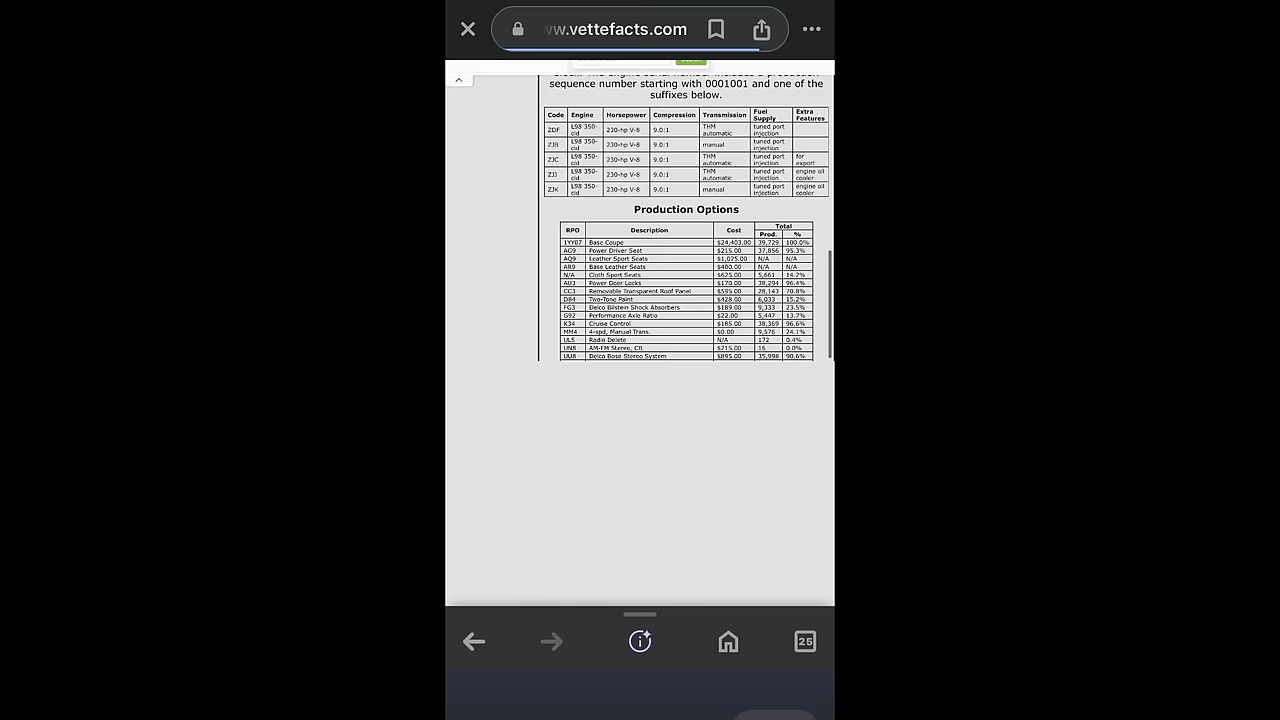 vw.vettefacts.com
sequence number starting with 0001001 and one of the
suffixes below.
Code Engine Horsepower Compression Transmission Fuel Supply Extra Features
ZDF L98 350-cid 230-hp V-8 9.0:1 THM automatic tuned port injection
ZJB L98 350-cid 230-hp V-8 9.0:1 manual tuned port injection
ZJC L98 350-cid 230-hp V-8 9.0:1 THM automatic tuned port injection for export
ZJJ L98 350-cid 230-hp V-8 9.0:1 THM automatic tuned port injection engine oil cooler
ZJK L98 350-cid 230-hp V-8 9.0:1 manual tuned port injection engine oil cooler
Production Options
RPO Description Cost Total
Prod. %
1YY07 Base Coupe $24,403.00 39,729 100.0%
AG9 Power Driver Seat $215.00 37,856 95.3%
AQ9 Leather Sport Seats $1,025.00 N/A N/A
AR9 Base Leather Seats $400.00 N/A N/A
N/A Cloth Sport Seats $625.00 5,661 14.2%
AU3 Power Door Locks $170.00 38,294 96.4%
CC3 Removable Transparent Roof Panel $595.00 28,143 70.8%
D84 Two-Tone Paint $428.00 6,033 15.2%
FG3 Delco Bilstein Shock Absorbers $189.00 9,333 23.5%
G92 Performance Axle Ratio $22.00 5,447 13.7%
K34 Cruise Control $185.00 38,369 96.6%
MM4 4-spd, Manual Trans. $0.00 9,576 24.1%
UL5 Radio Delete N/A 172 0.4%
UN8 AM-FM Stereo, CB $215.00 16 0.0%
UU8 Delco Bose Stereo System $895.00 35,998 90.6%
25